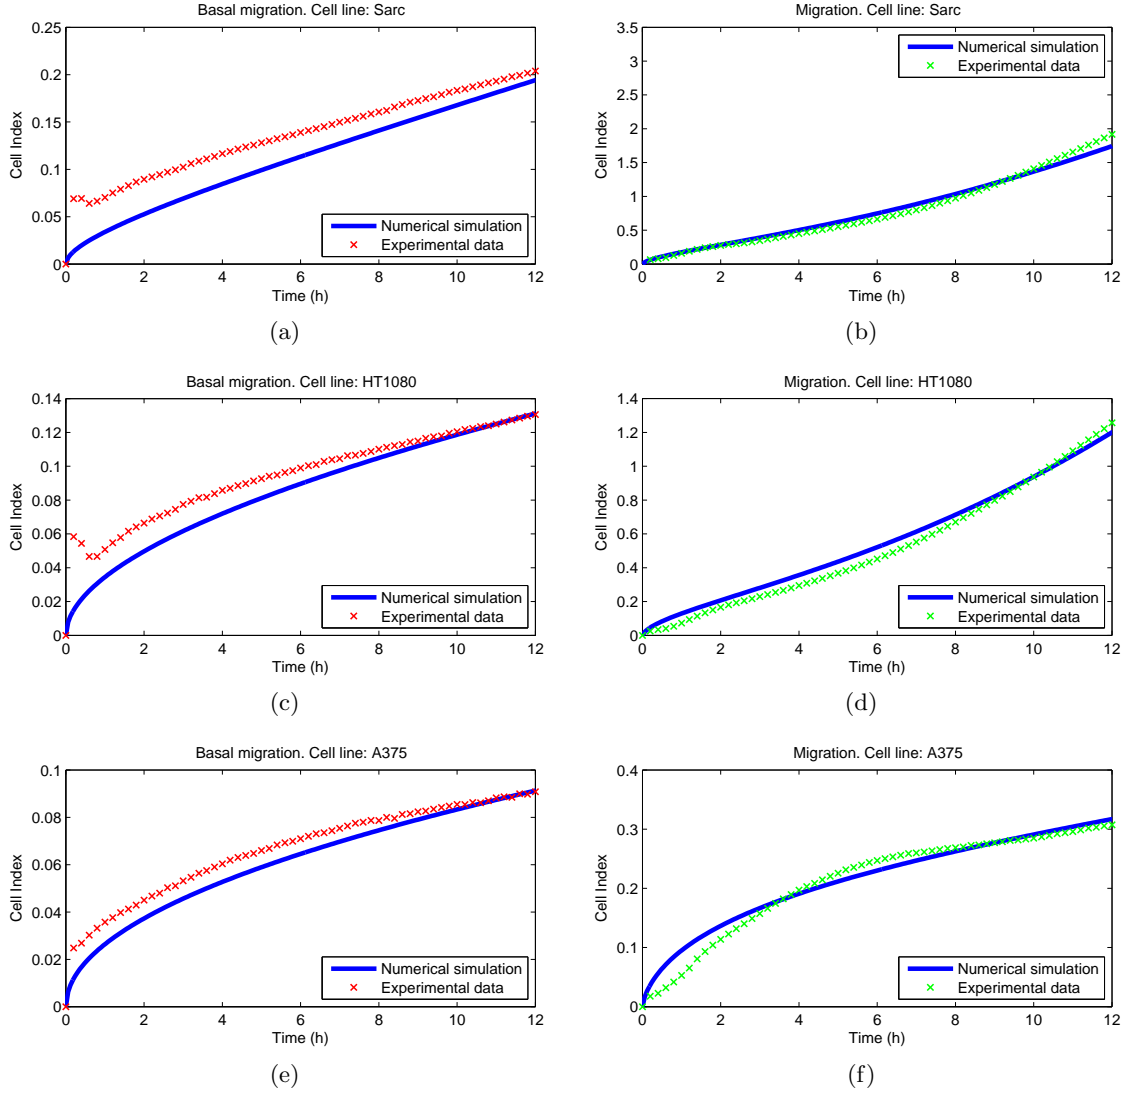 Basal migration. Cell line: Sarc
0.25
0.2
0.15
0.1
0.05
0
Cell Index
Numerical simulation
Experimental data
0 2 4 6 8 10 12
Time (h)
(a)
Migration. Cell line: Sarc
3.5
3
2.5
2
1.5
1
0.5
0
Cell Index
Numerical simulation
Experimental data
0 2 4 6 8 10 12
Time (h)
(b)
Basal migration. Cell line: HT1080
0.14
0.12
0.1
0.08
0.06
0.04
0.02
0
Cell Index
Numerical simulation
Experimental data
0 2 4 6 8 10 12
Time (h)
(c)
Migration. Cell line: HT1080
1.4
1.2
1
0.8
0.6
0.4
0.2
0
Cell Index
Numerical simulation
Experimental data
0 2 4 6 8 10 12
Time (h)
(d)
Basal migration. Cell line: A375
0.1
0.08
0.06
0.04
0.02
0
Cell Index
Numerical simulation
Experimental data
0 2 4 6 8 10 12
Time (h)
(e)
Migration. Cell line: A375
0.4
0.3
0.2
0.1
0
Cell Index
Numerical simulation
Experimental data
0 2 4 6 8 10 12
Time (h)
(f)